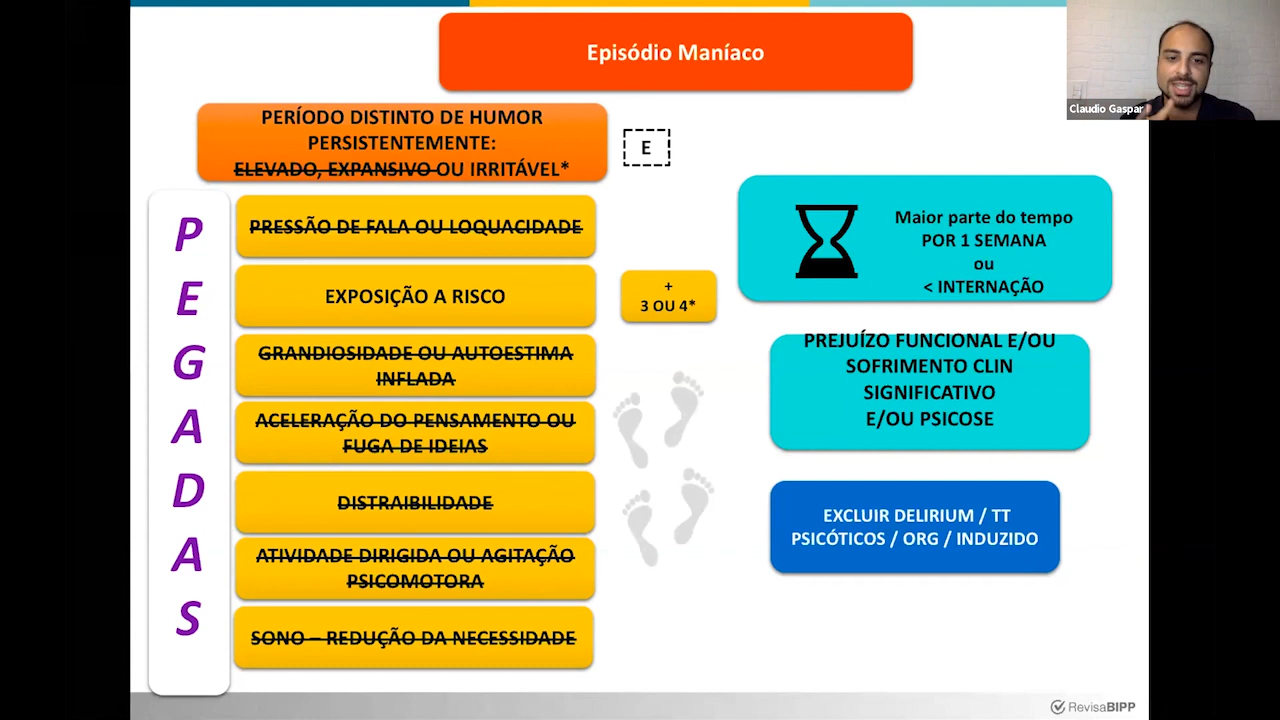 Episódio Maníaco
Claudio Gaspar
PERÍODO DISTINTO DE HUMOR
PERSISTENTEMENTE:
ELEVADO, EXPANSIVO OU IRRITÁVEL*
E
P
E
G
A
D
A
S
PRESSÃO DE FALA OU LOQUACIDADE
EXPOSIÇÃO A RISCO
GRANDIOSIDADE OU AUTOESTIMA
INFLADA
ACELERAÇÃO DO PENSAMENTO OU
FUGA DE IDEIAS
DISTRAIBILIDADE
ATIVIDADE DIRIGIDA OU AGITAÇÃO
PSICOMOTORA
SONO – REDUÇÃO DA NECESSIDADE
+
3 OU 4*
Maior parte do tempo
POR 1 SEMANA
ou
< INTERNAÇÃO
PREJUÍZO FUNCIONAL E/OU
SOFRIMENTO CLIN
SIGNIFICATIVO
E/OU PSICOSE
EXCLUIR DELIRIUM / TT
PSICÓTICOS / ORG / INDUZIDO
RevisaBIPP